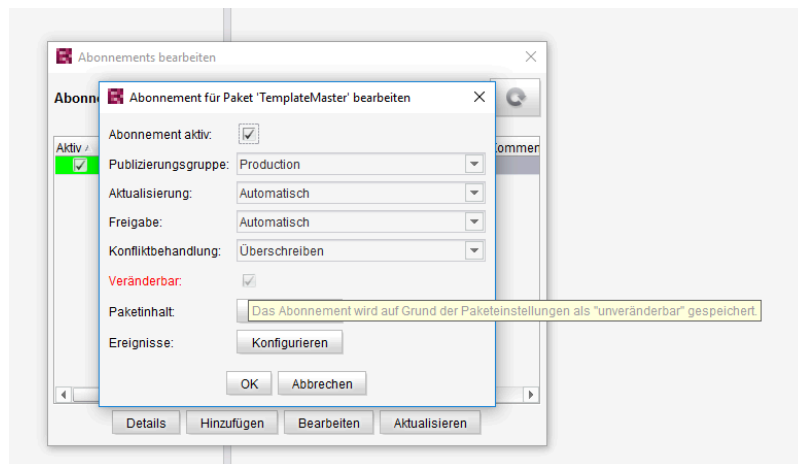 Abonnements bearbeiten
Abonn
Abonnement für Paket 'TemplateMaster' bearbeiten
Abonnement aktiv:
Aktiv
Kommen
Publizierungsgruppe: Production
Aktualisierung: Automatisch
Freigabe: Automatisch
Konfliktbehandlung: Überschreiben
Veränderbar:
Paketinhalt:
Das Abonnement wird auf Grund der Paketeinstellungen als "unveränderbar" gespeichert.
Ereignisse: Konfigurieren
OK Abbrechen
Details Hinzufügen Bearbeiten Aktualisieren